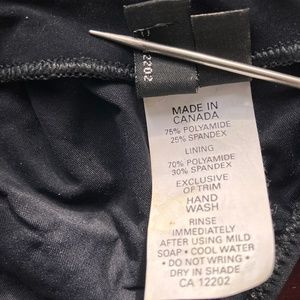 2202
MADE IN
CANADA
75% POLYAMIDE
25% SPANDEX
LINING
70% POLYAMIDE
30% SPANDEX
EXCLUSIVE
OF TRIM
HAND
WASH
RINSE
IMMEDIATELY
AFTER USING MILD
SOAP • COOL WATER
• DO NOT WRING •
DRY IN SHADE
CA 12202